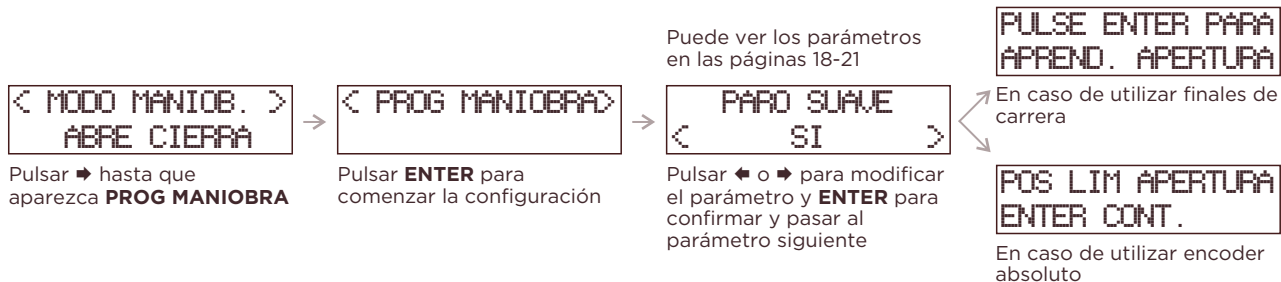 < MODO MANIOB. >
ABRE CIERRA
Pulsar ➡ hasta que
aparezca PROG MANIOBRA
< PROG MANIOBRA>
Pulsar ENTER para
comenzar la configuración
Puede ver los parámetros
en las páginas 18-21
PARO SUAVE
< SI >
Pulsar ⬅ o ➡ para modificar
el parámetro y ENTER para
confirmar y pasar al
parámetro siguiente
PULSE ENTER PARA
APREND. APERTURA
En caso de utilizar finales de
carrera
POS LIM APERTURA
ENTER CONT.
En caso de utilizar encoder
absoluto